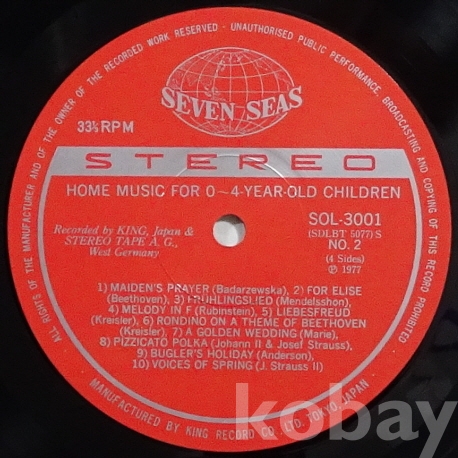 ALL RIGHTS OF THE MANUFACTURER AND OF THE OWNER OF THE RECORDED WORK RESERVED - UNAUTHORISED PUBLIC PERFORMANCE, BROADCASTING AND COPYING OF THIS RECORD PROHIBITED
SEVEN SEAS
33⅓RPM
STEREO
HOME MUSIC FOR 0~4-YEAR-OLD CHILDREN
Recorded by KING, Japan &
STEREO TAPE A. G.,
West Germany
SOL-3001
(SDLBT 5077) S
NO. 2
(4 Sides)
℗ 1977
1) MAIDEN'S PRAYER (Badarzewska), 2) FOR ELISE
(Beethoven), 3) FRÜHLINGSLIED (Mendelsshon),
4) MELODY IN F (Rubinstein), 5) LIEBESFREUD
(Kreisler), 6) RONDINO ON A THEME OF BEETHOVEN
(Kreisler), 7) A GOLDEN WEDDING (Marie),
8) PIZZICATO POLKA (Johann II & Josef Strauss),
9) BUGLER'S HOLIDAY (Anderson),
10) VOICES OF SPRING (J. Strauss II)
MANUFACTURED BY KING RECORD CO., LTD. TOKYO, JAPAN
kobay